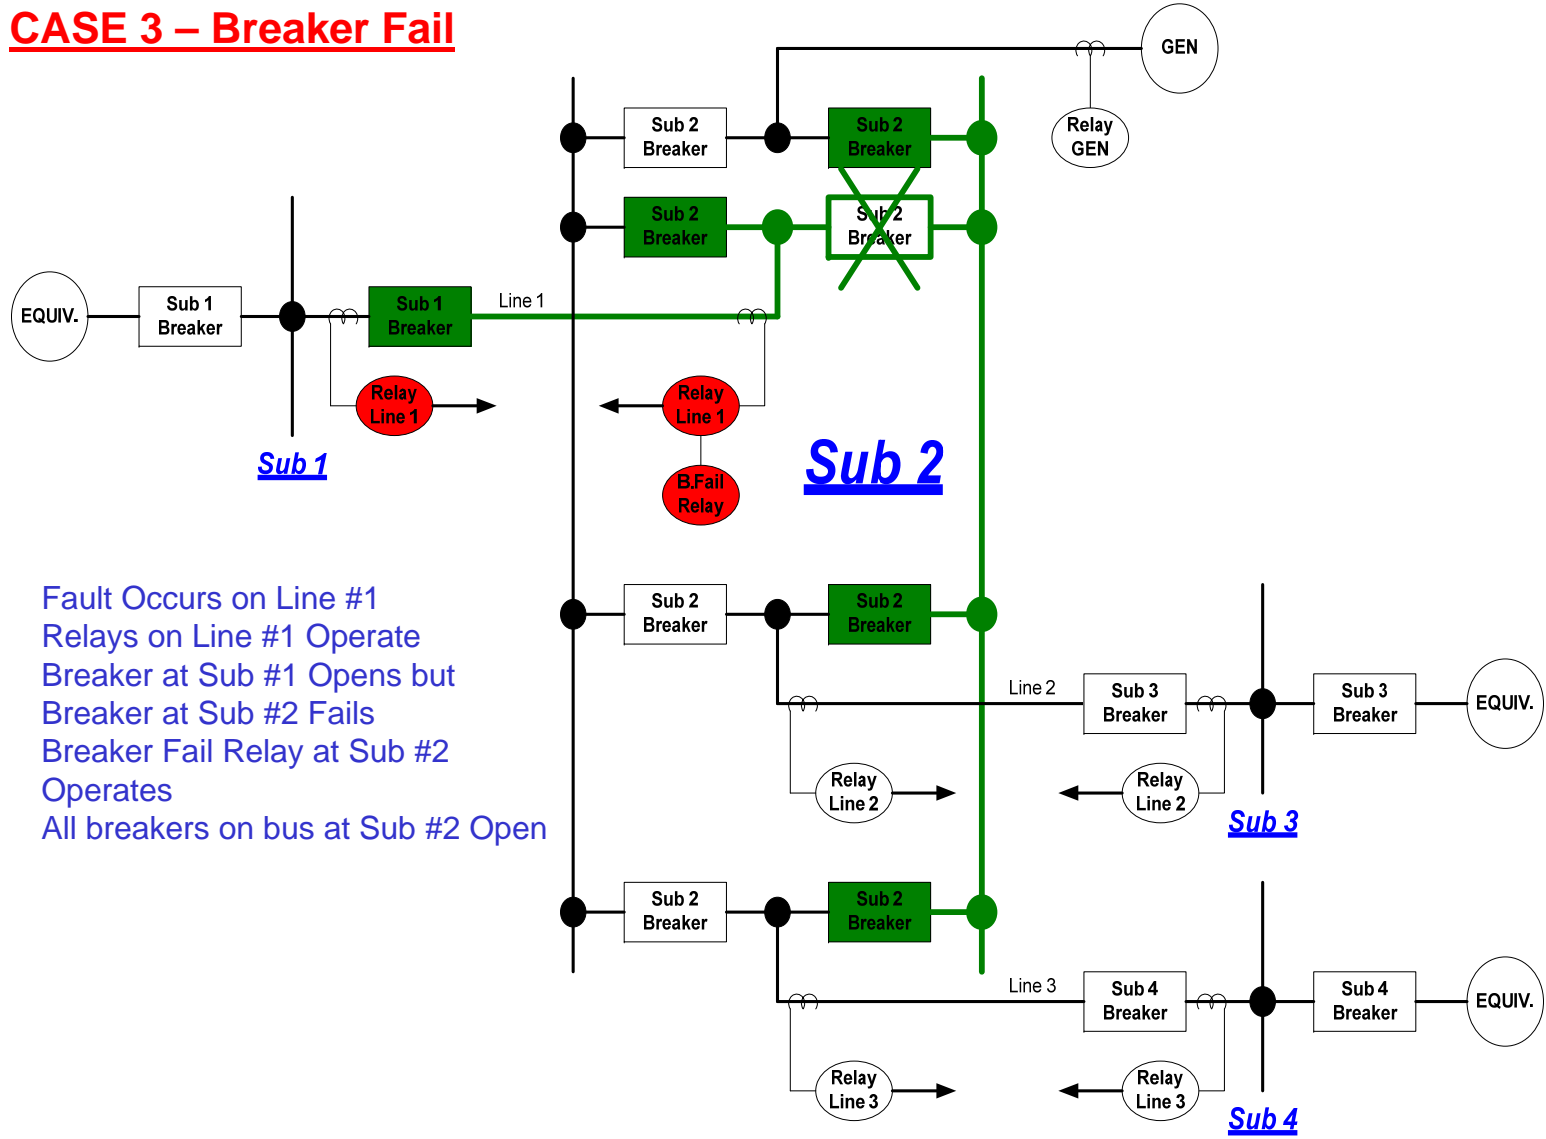 CASE 3 – Breaker Fail
GEN
Relay
GEN
Sub 2
Breaker
Sub 2
Breaker
Sub 2
Breaker
Sub 2
Breaker
EQUIV.
Sub 1
Breaker
Sub 1
Breaker
Line 1
Relay
Line 1
Relay
Line 1
B.Fail
Relay
Sub 1
Sub 2
Fault Occurs on Line #1
Relays on Line #1 Operate
Breaker at Sub #1 Opens but
Breaker at Sub #2 Fails
Breaker Fail Relay at Sub #2
Operates
All breakers on bus at Sub #2 Open
Sub 2
Breaker
Sub 2
Breaker
Line 2
Sub 3
Breaker
Sub 3
Breaker
EQUIV.
Relay
Line 2
Relay
Line 2
Sub 3
Sub 2
Breaker
Sub 2
Breaker
Line 3
Sub 4
Breaker
Sub 4
Breaker
EQUIV.
Relay
Line 3
Relay
Line 3
Sub 4